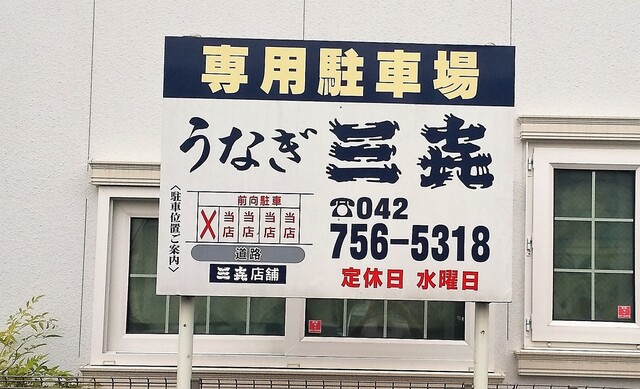 専用駐車場
うなぎ 三㐂
〈駐車位置ご案内〉
前向駐車
X 当店 当店 当店 当店
道路
三㐂店舗
☎042
756-5318
定休日 水曜日